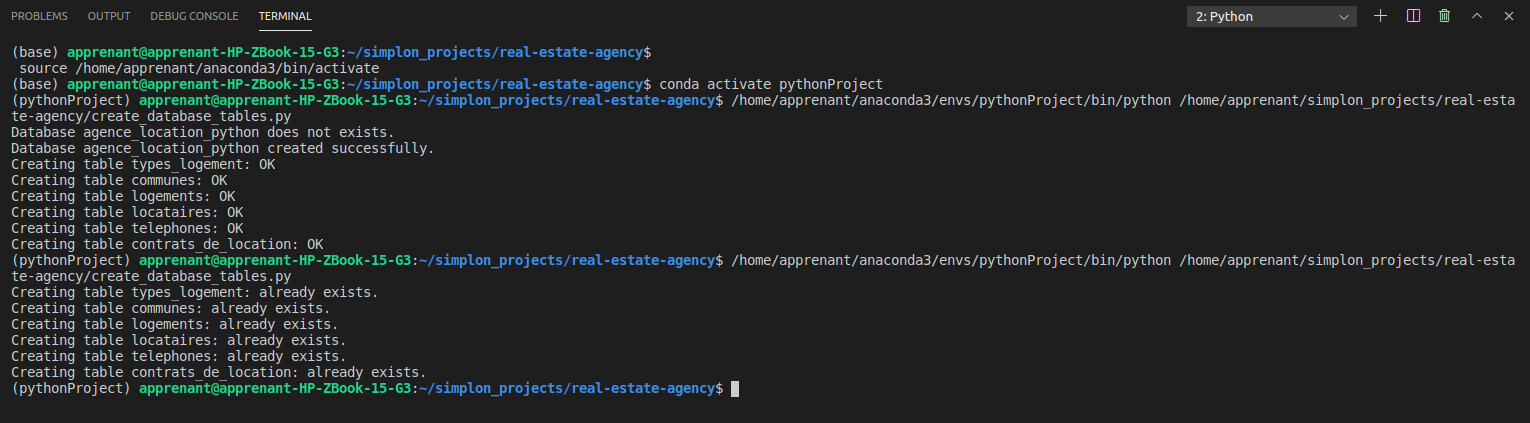 PROBLEMS OUTPUT DEBUG CONSOLE TERMINAL 2: Python
(base) apprenant@apprenant-HP-ZBook-15-G3:~/simplon_projects/real-estate-agency$
source /home/apprenant/anaconda3/bin/activate
(base) apprenant@apprenant-HP-ZBook-15-G3:~/simplon_projects/real-estate-agency$ conda activate pythonProject
(pythonProject) apprenant@apprenant-HP-ZBook-15-G3:~/simplon_projects/real-estate-agency$ /home/apprenant/anaconda3/envs/pythonProject/bin/python /home/apprenant/simplon_projects/real-esta
te-agency/create_database_tables.py
Database agence_location_python does not exists.
Database agence_location_python created successfully.
Creating table types_logement: OK
Creating table communes: OK
Creating table logements: OK
Creating table locataires: OK
Creating table telephones: OK
Creating table contrats_de_location: OK
(pythonProject) apprenant@apprenant-HP-ZBook-15-G3:~/simplon_projects/real-estate-agency$ /home/apprenant/anaconda3/envs/pythonProject/bin/python /home/apprenant/simplon_projects/real-esta
te-agency/create_database_tables.py
Creating table types_logement: already exists.
Creating table communes: already exists.
Creating table logements: already exists.
Creating table locataires: already exists.
Creating table telephones: already exists.
Creating table contrats_de_location: already exists.
(pythonProject) apprenant@apprenant-HP-ZBook-15-G3:~/simplon_projects/real-estate-agency$